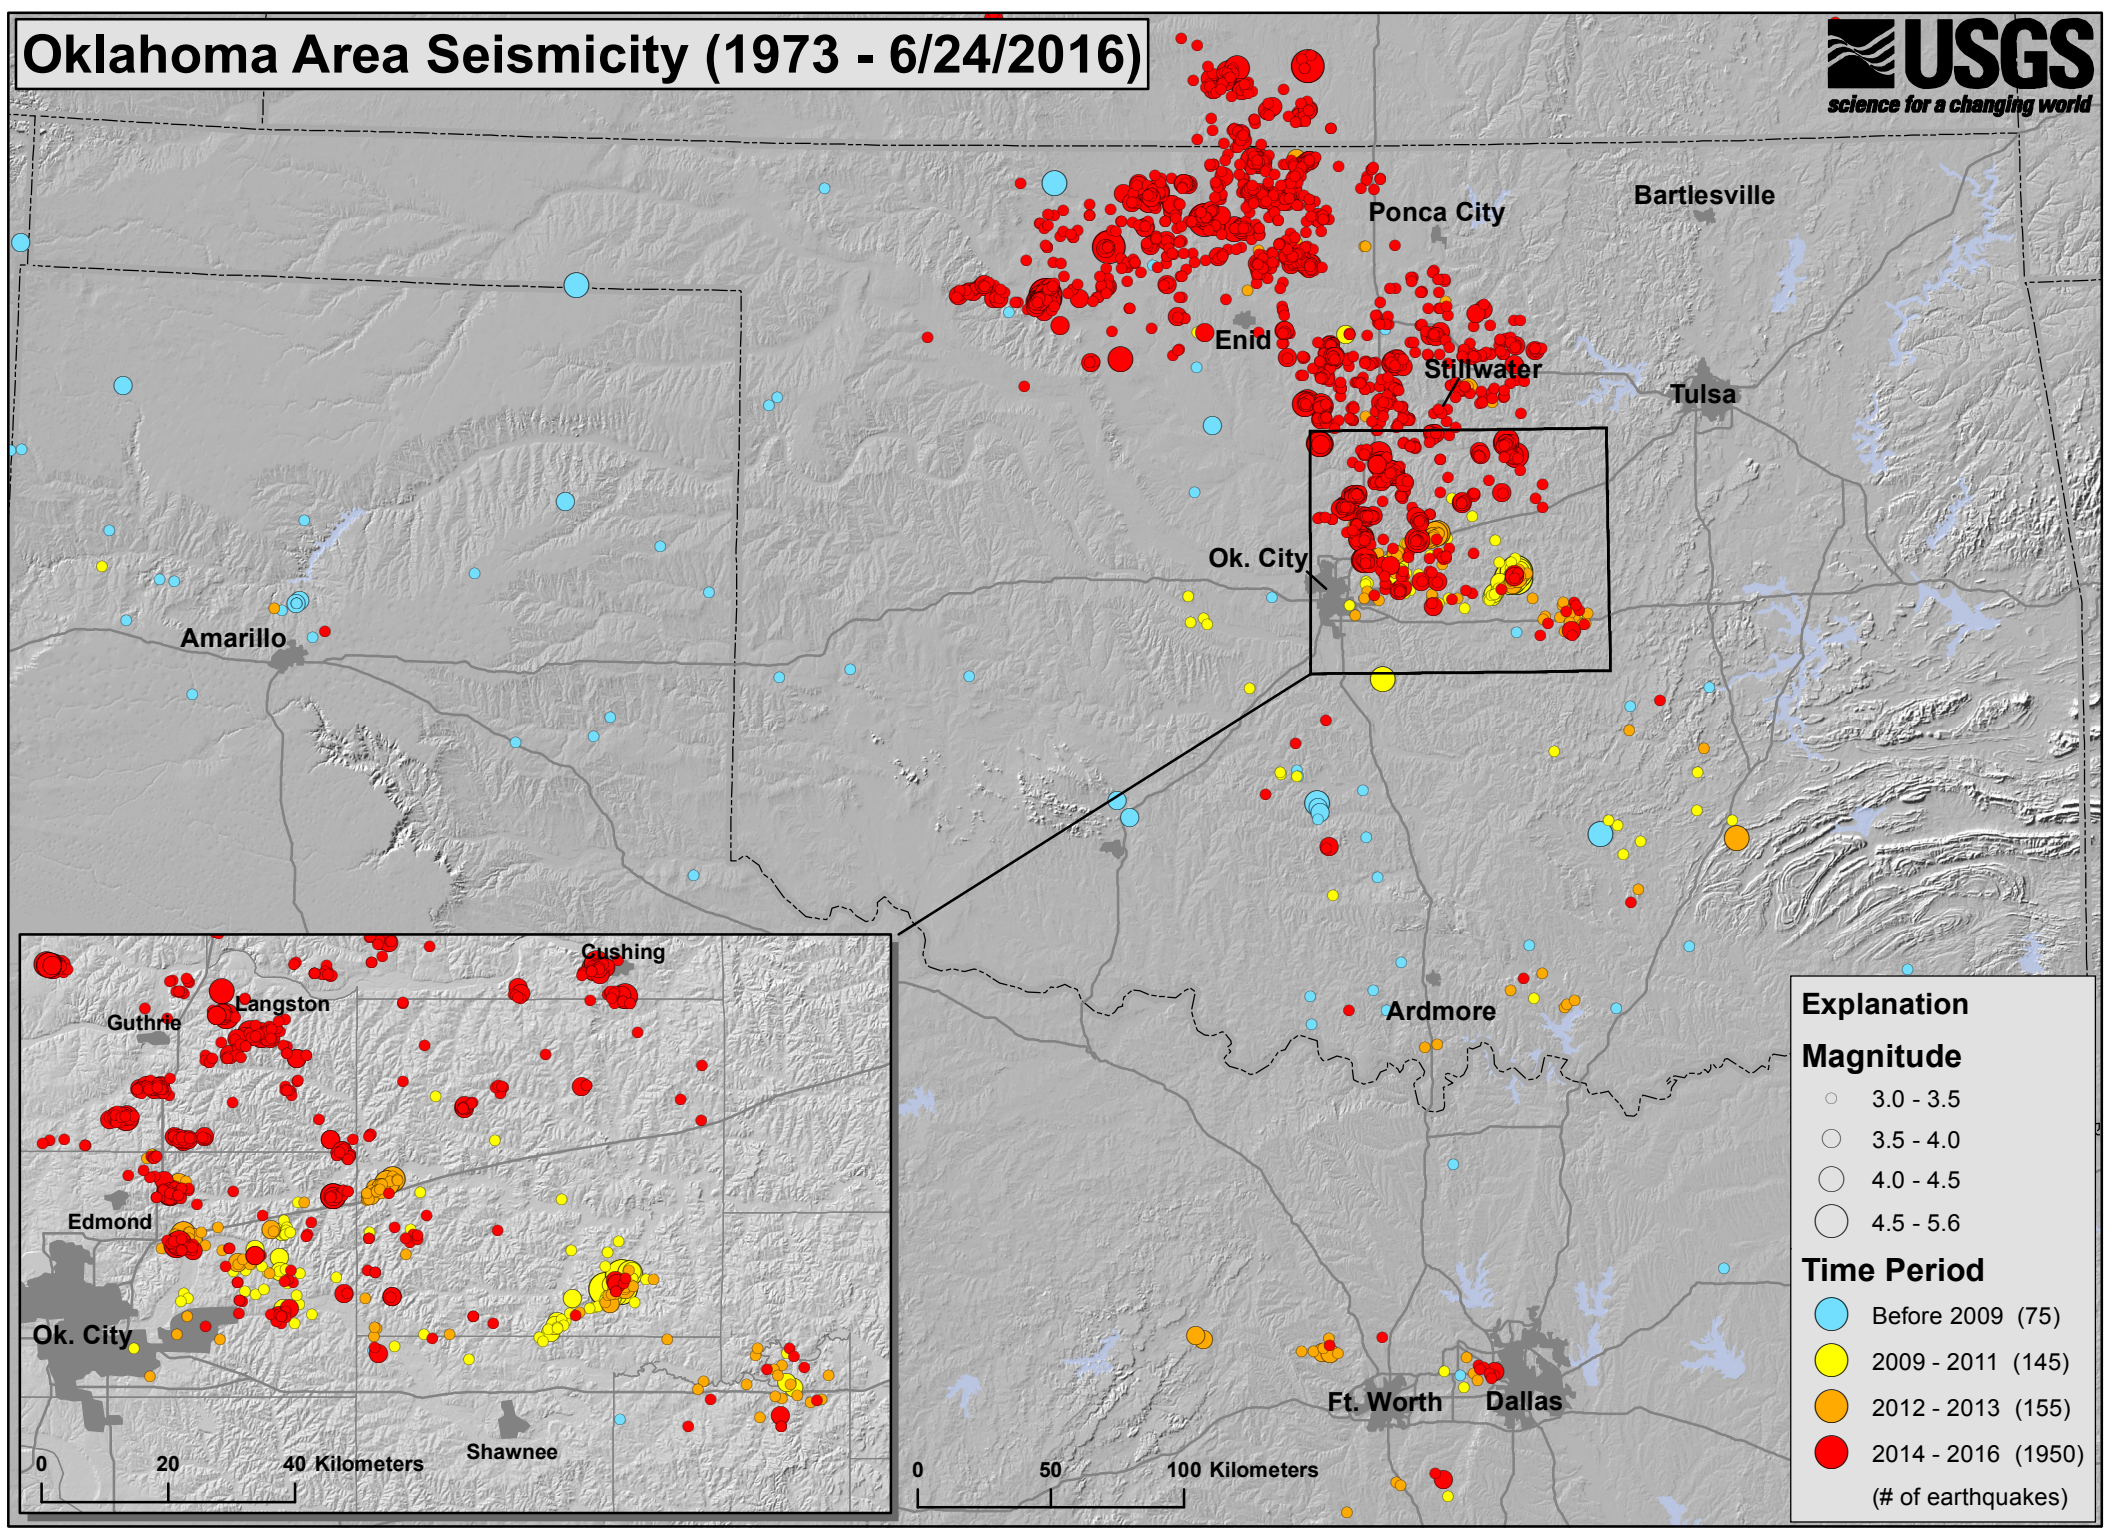 Oklahoma Area Seismicity (1973 - 6/24/2016)
USGS
science for a changing world
Bartlesville
Ponca City
Enid
Stillwater
Tulsa
Ok. City
Amarillo
Ardmore
Ft. Worth
Dallas
0 50 100 Kilometers
Cushing
Langston
Guthrie
Edmond
Ok. City
Shawnee
0 20 40 Kilometers
Explanation
Magnitude
3.0 - 3.5
3.5 - 4.0
4.0 - 4.5
4.5 - 5.6
Time Period
Before 2009 (75)
2009 - 2011 (145)
2012 - 2013 (155)
2014 - 2016 (1950)
(# of earthquakes)